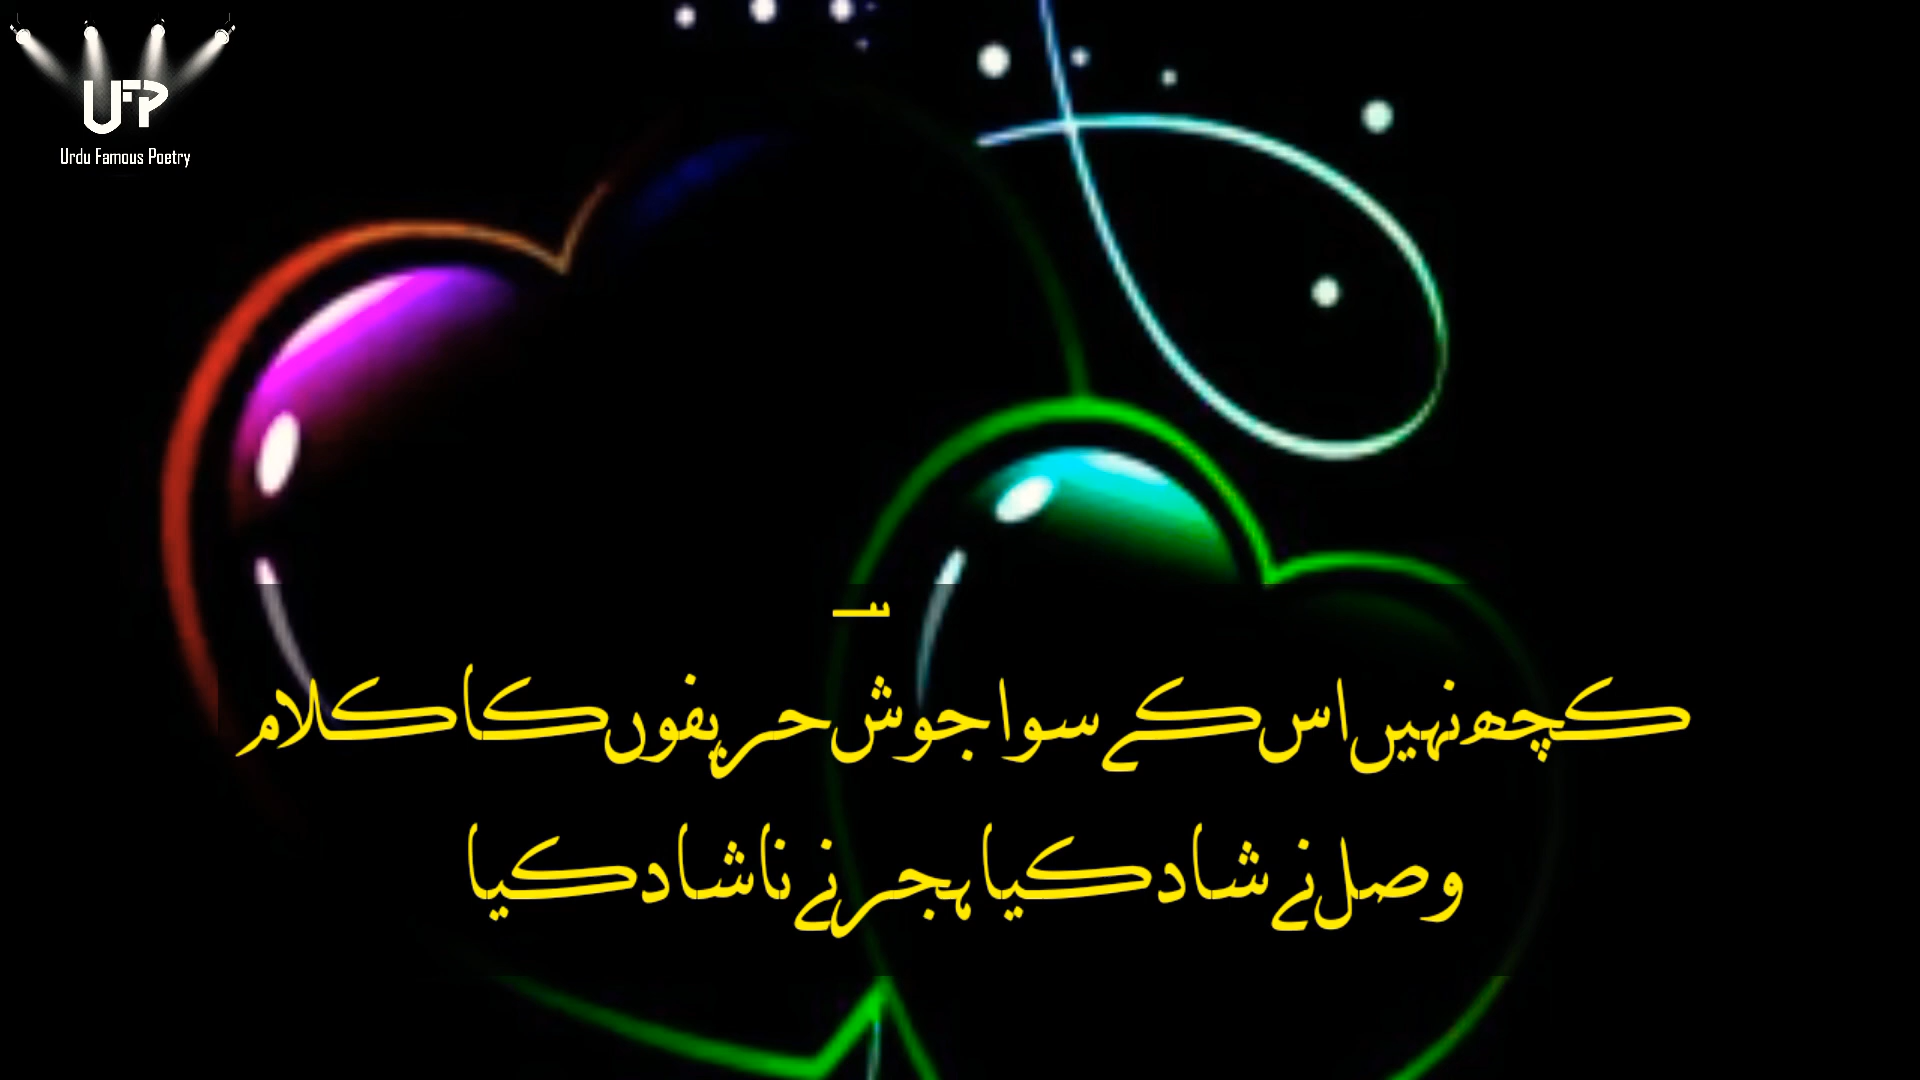 UFP
Urdu Famous Poetry
کچھ نہیں اس کے سوا جوشؔ حریفوں کا کلام
وصل نے شاد کیا ہجر نے ناشاد کیا